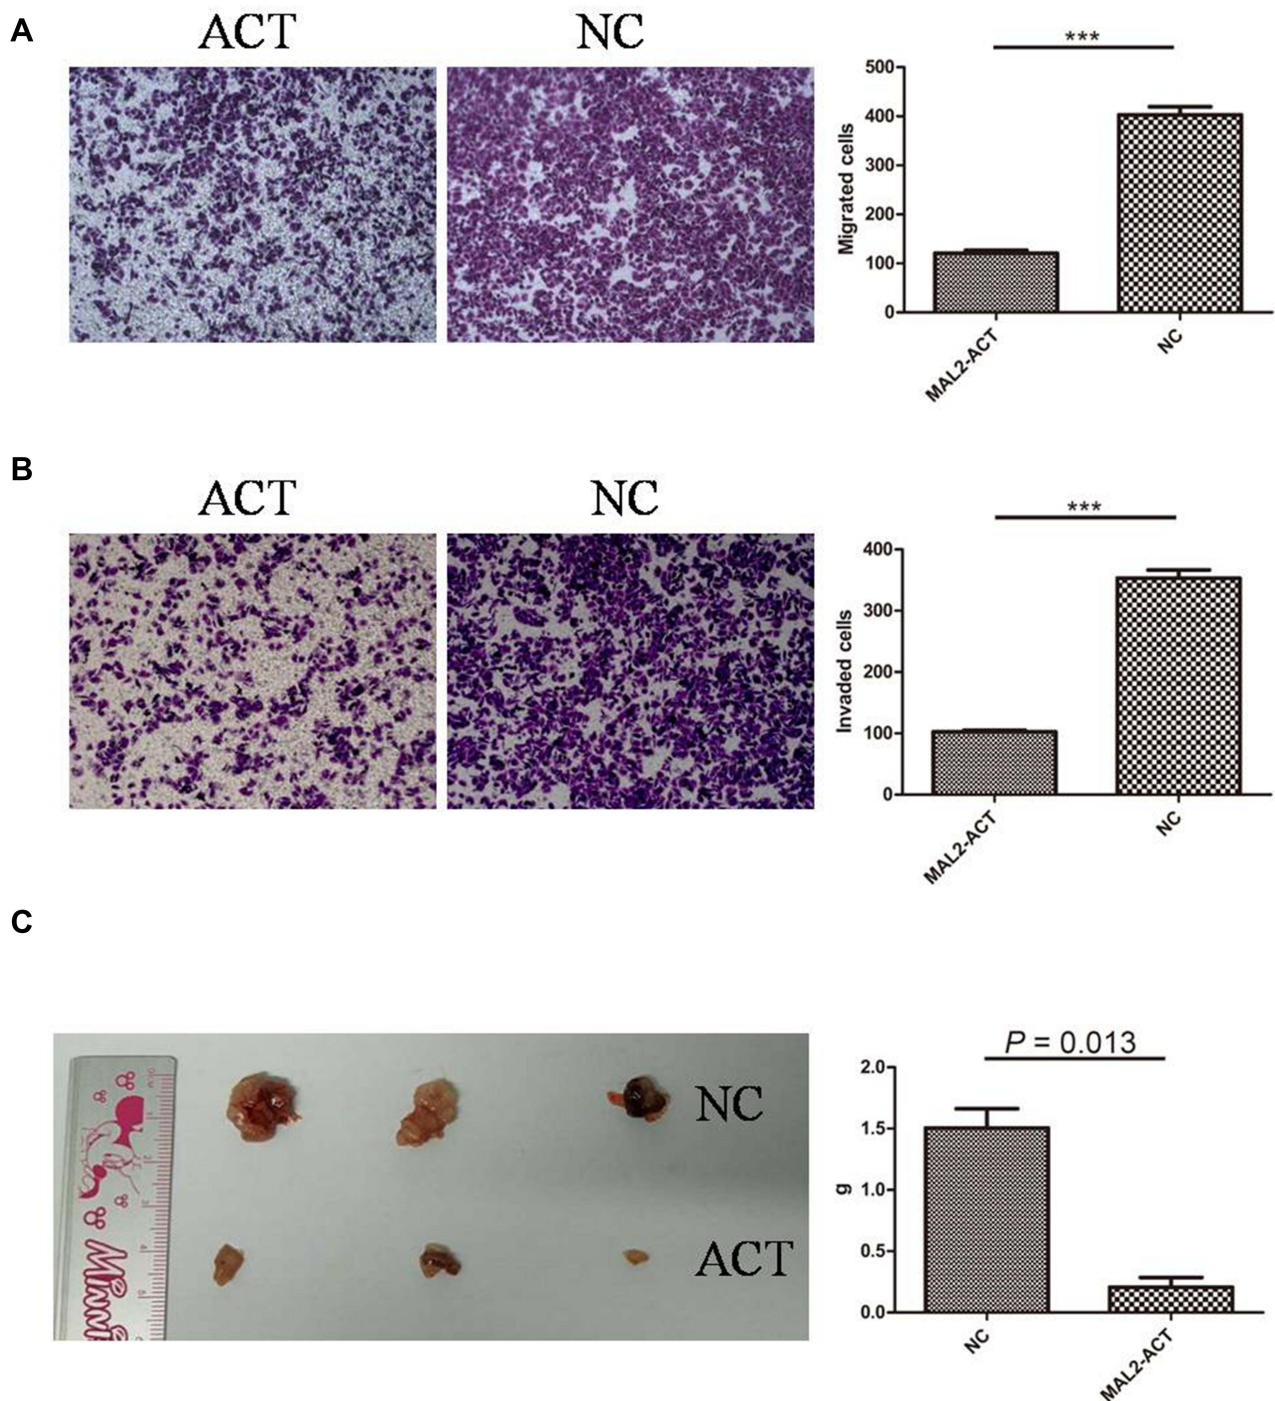 A
ACT
NC
***
500
400
300
200
100
0
Migrated cells
MAL2-ACT
NC
B
ACT
NC
***
400
300
200
100
0
Invaded cells
MAL2-ACT
NC
C
NC
ACT
P = 0.013
2.0
1.5
1.0
0.5
0.0
g
NC
MAL2-ACT